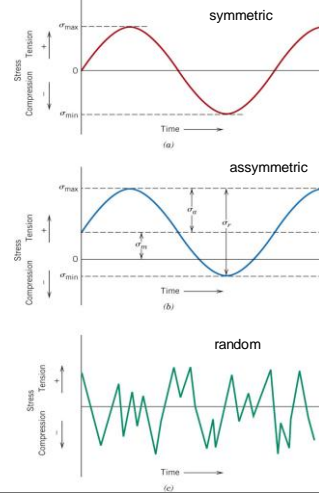 symmetric
σmax
Stress
Compression Tension
– +
0
σmin
Time
(a)
assymmetric
σmax
Stress
Compression Tension
– +
σa
σr
σm
0
σmin
Time
(b)
random
Stress
Compression Tension
– +
0
Time
(c)